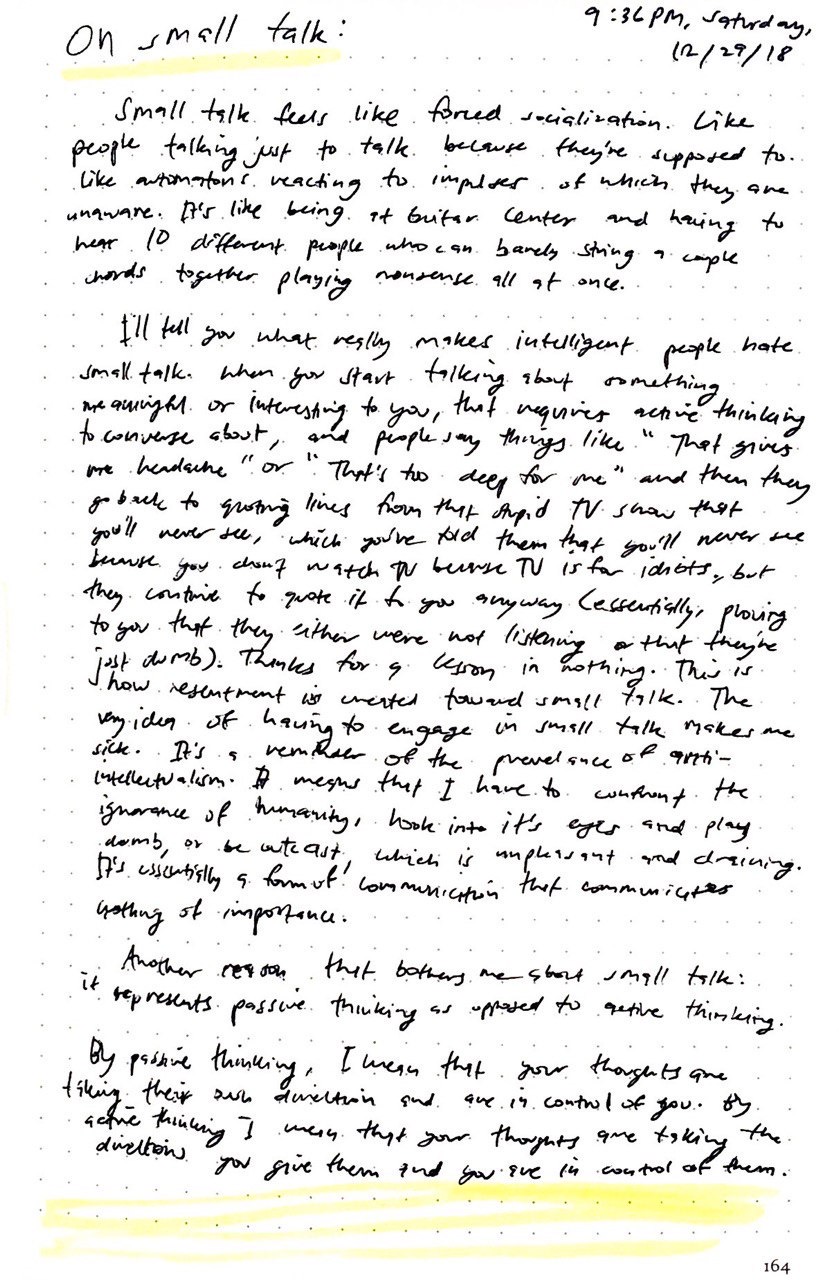 On small talk:
9:36 PM, Saturday,
12/29/18
Small talk feels like forced socialization. Like
people talking just to talk because they're supposed to.
Like automatons reacting to impulses of which they are
unaware. It's like being at Guitar Center and having to
hear 10 different people who can barely string a couple
chords together playing nonsense all at once.
I'll tell you what really makes intelligent people hate
small talk. When you start talking about something
meaningful or interesting to you, that requires active thinking
to converse about, and people say things like "That gives
me headache" or "That's too deep for me" and then they
go back to quoting lines from that stupid TV show that
you'll never see, which you've told them that you'll never see
because you don't watch TV because TV is for idiots, but
they continue to quote it to you anyway (essentially, proving
to you that they either were not listening or that they're
just dumb). Thanks for a lesson in nothing. This is
how resentment is created toward small talk. The
very idea of having to engage in small talk makes me
sick. It's a reminder of the prevelance of anti-
intellectualism. It means that I have to confront the
ignorance of humanity, look into it's eyes and play
dumb, or be outcast, which is unpleasant and draining.
It's essentially a form of communication that communicates
nothing of importance.
Another reason that bothers me about small talk:
it represents passive thinking as opposed to active thinking.
By passive thinking, I mean that your thoughts are
taking their own direction and are in control of you. By
active thinking I mean that your thoughts are taking the
direction you give them and you are in control of them.
164